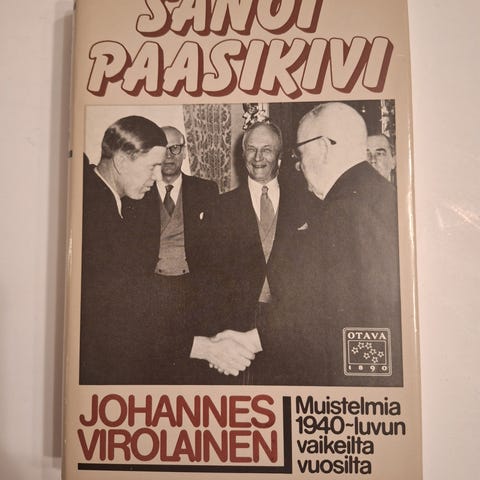 SANOI
PAASIKIVI
OTAVA
1890
JOHANNES
VIROLAINEN
Muistelmia
1940-luvun
vaikeilta
vuosilta